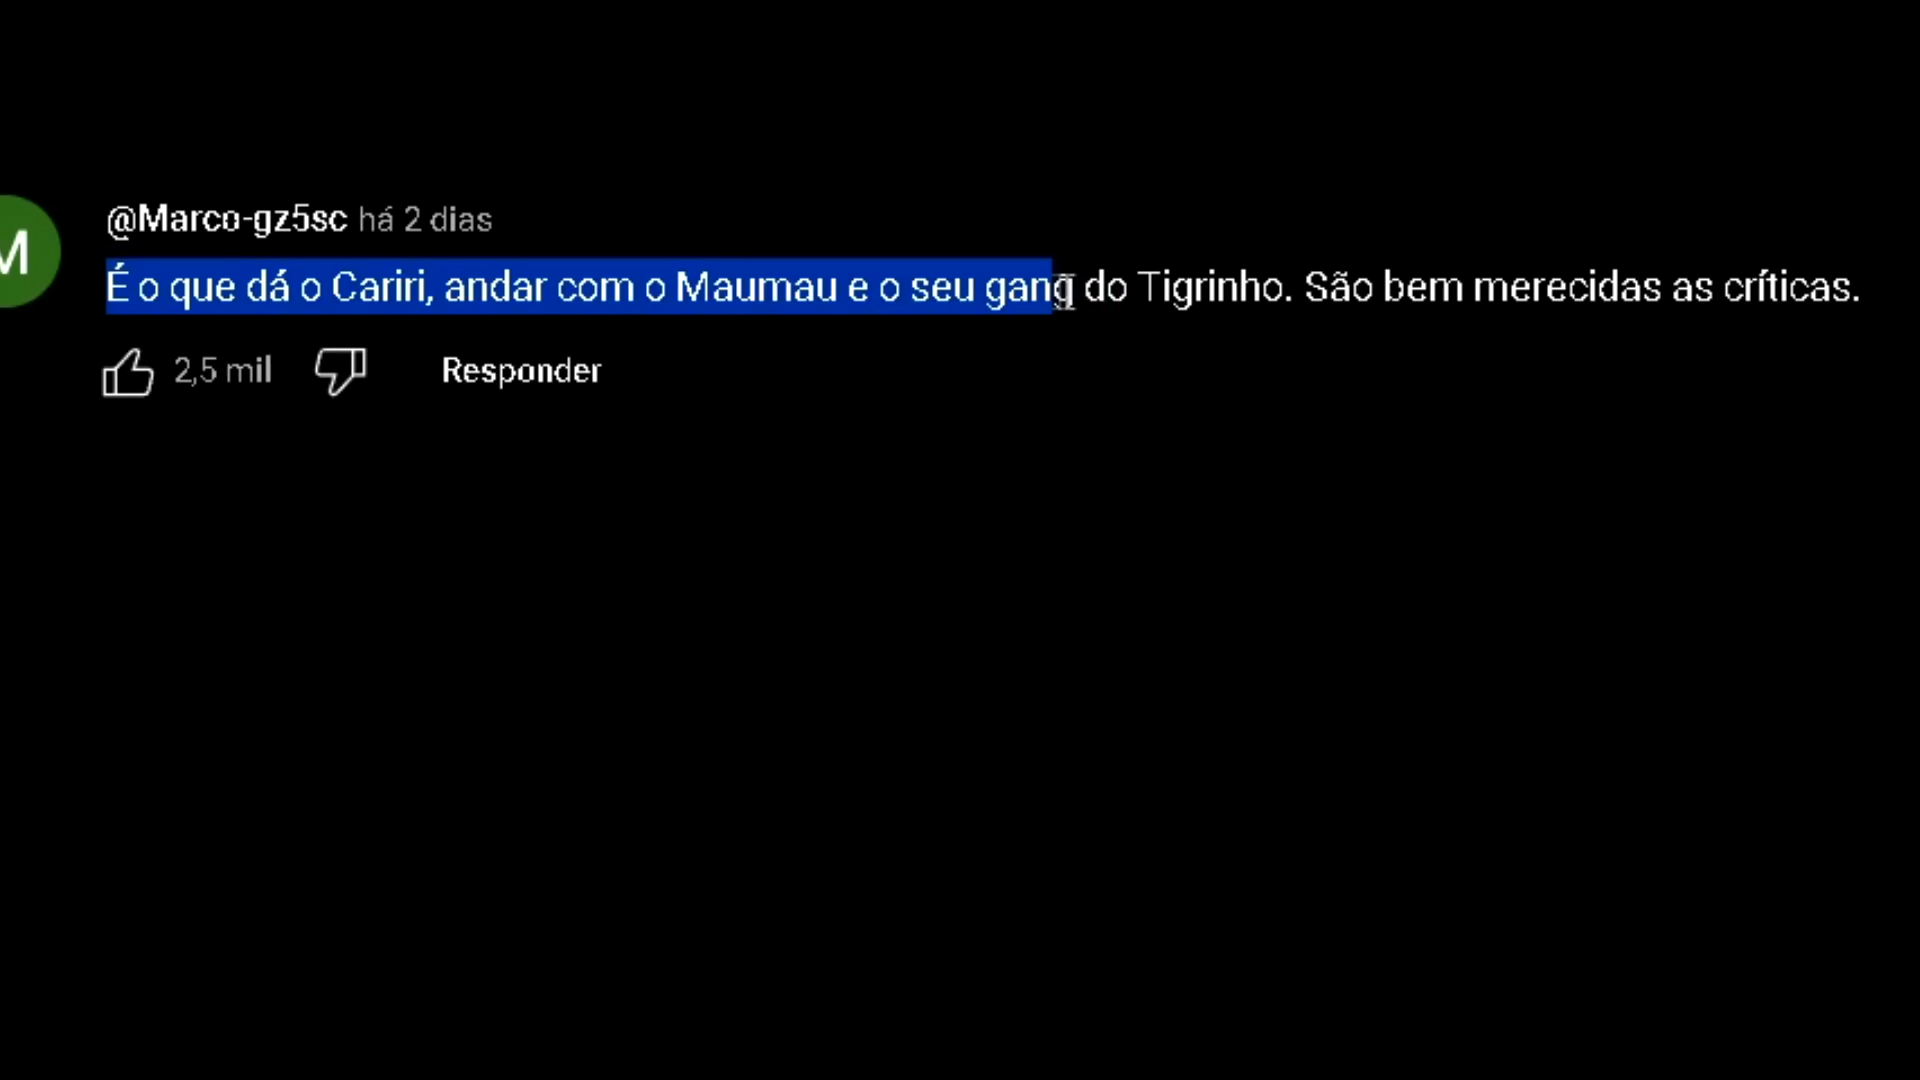 M
@Marco-gz5sc há 2 dias
É o que dá o Cariri, andar com o Maumau e o seu gang do Tigrinho. São bem merecidas as críticas.
2,5 mil Responder